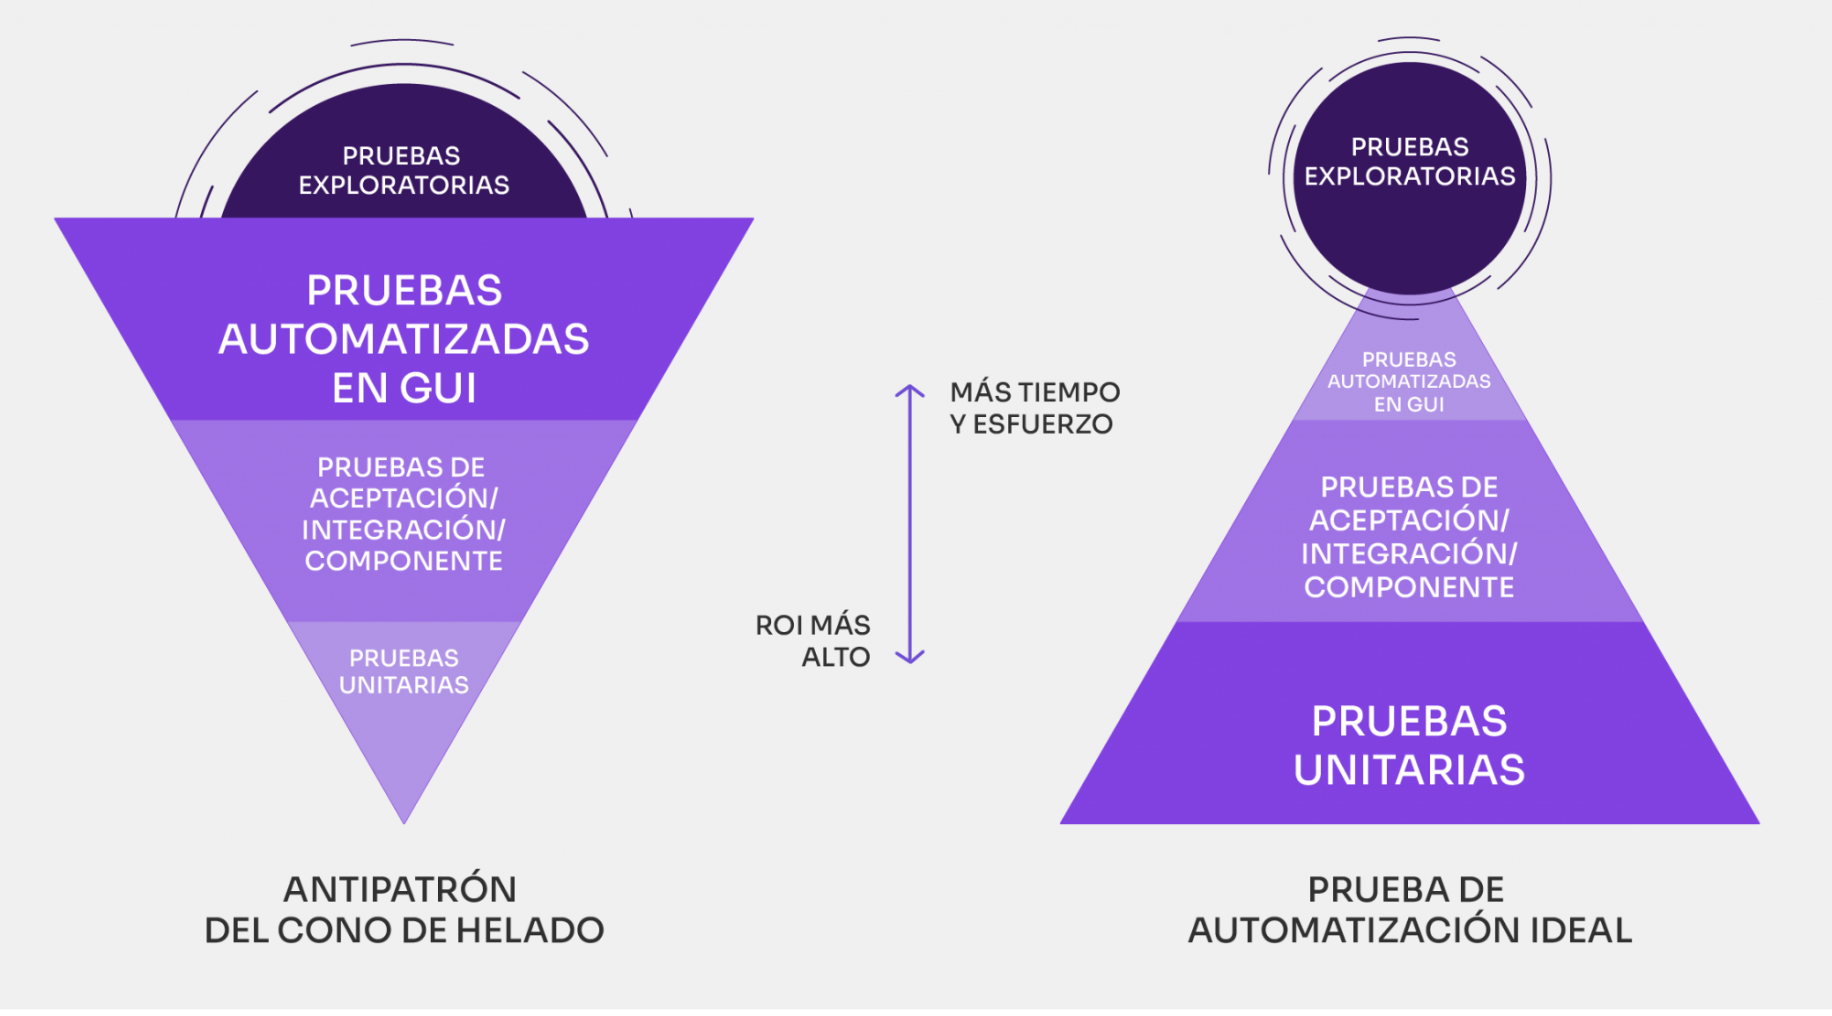 PRUEBAS
EXPLORATORIAS
PRUEBAS
AUTOMATIZADAS
EN GUI
PRUEBAS DE
ACEPTACIÓN/
INTEGRACIÓN/
COMPONENTE
PRUEBAS
UNITARIAS
ANTIPATRÓN
DEL CONO DE HELADO
MÁS TIEMPO
Y ESFUERZO
ROI MÁS
ALTO
PRUEBAS
EXPLORATORIAS
PRUEBAS
AUTOMATIZADAS
EN GUI
PRUEBAS DE
ACEPTACIÓN/
INTEGRACIÓN/
COMPONENTE
PRUEBAS
UNITARIAS
PRUEBA DE
AUTOMATIZACIÓN IDEAL